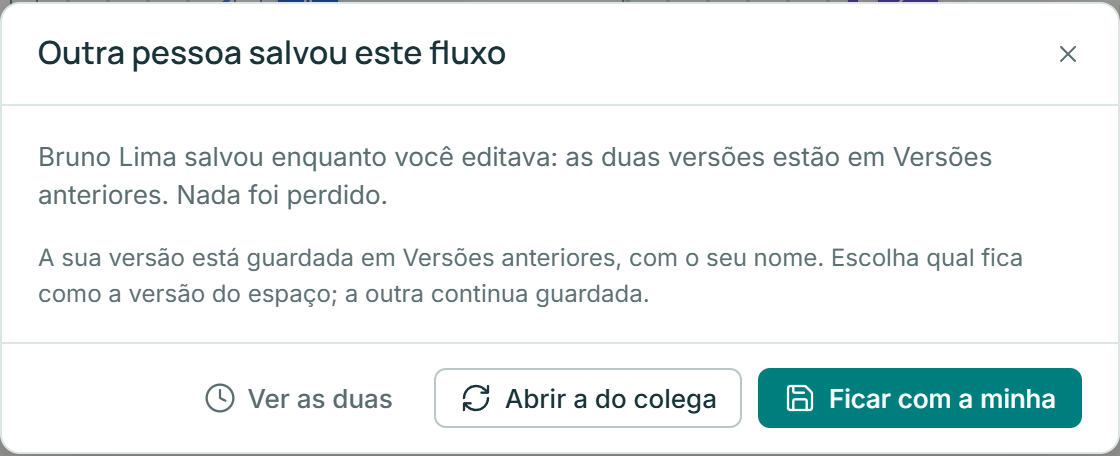 Outra pessoa salvou este fluxo
Bruno Lima salvou enquanto você editava: as duas versões estão em Versões
anteriores. Nada foi perdido.
A sua versão está guardada em Versões anteriores, com o seu nome. Escolha qual fica
como a versão do espaço; a outra continua guardada.
Ver as duas
Abrir a do colega
Ficar com a minha